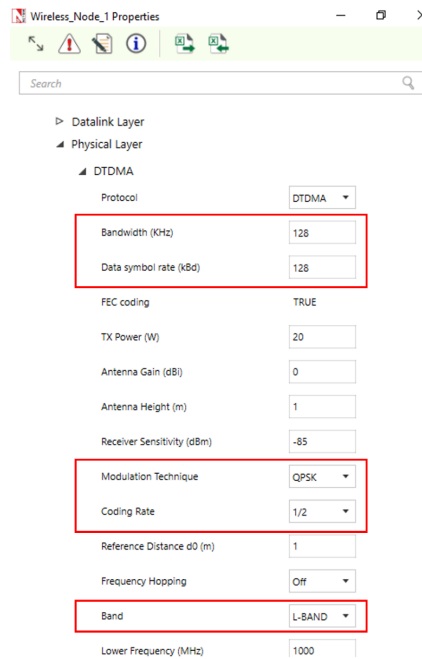 Wireless_Node_1 Properties
Search
Datalink Layer
Physical Layer
DTDMA
Protocol DTDMA
Bandwidth (KHz) 128
Data symbol rate (kBd) 128
FEC coding TRUE
TX Power (W) 20
Antenna Gain (dBi) 0
Antenna Height (m) 1
Receiver Sensitivity (dBm) -85
Modulation Technique QPSK
Coding Rate 1/2
Reference Distance d0 (m) 1
Frequency Hopping Off
Band L-BAND
Lower Frequency (MHz) 1000